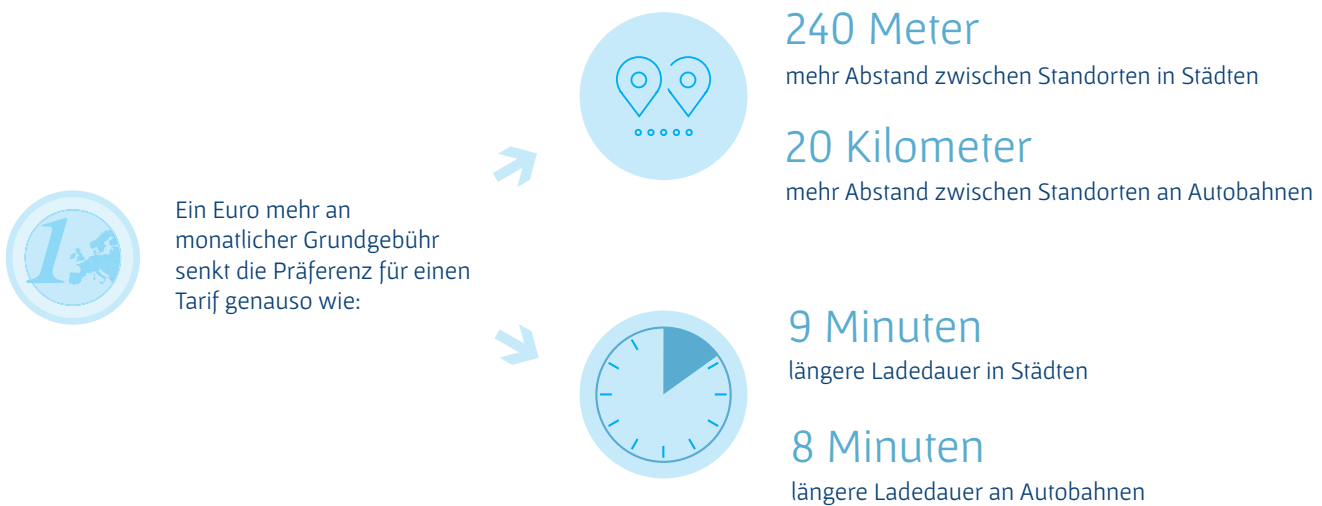 1
Ein Euro mehr an
monatlicher Grundgebühr
senkt die Präferenz für einen
Tarif genauso wie:
240 Meter
mehr Abstand zwischen Standorten in Städten
20 Kilometer
mehr Abstand zwischen Standorten an Autobahnen
9 Minuten
längere Ladedauer in Städten
8 Minuten
längere Ladedauer an Autobahnen